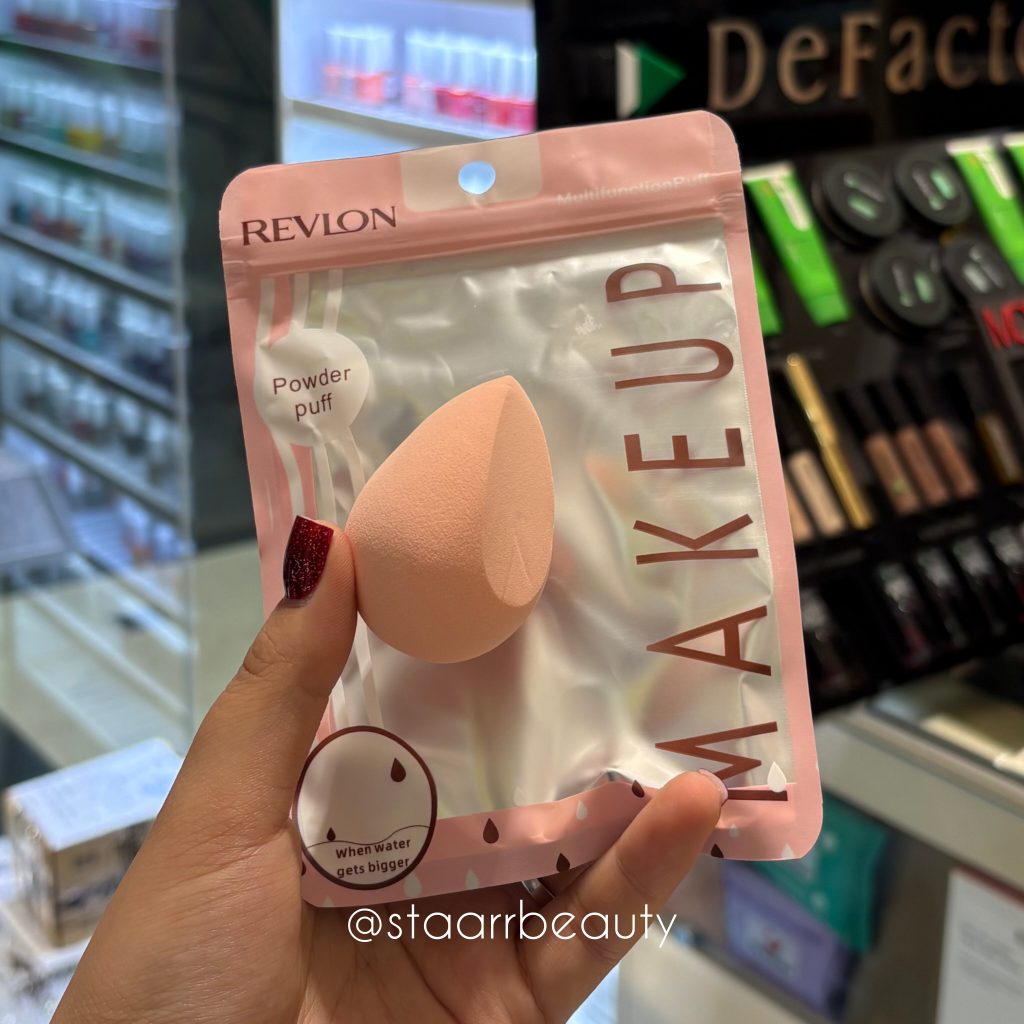 DeFacto
REVLON
MultifunctionPuff
Powder
puff
MAKEUP
When water
gets bigger
@staarrbeauty